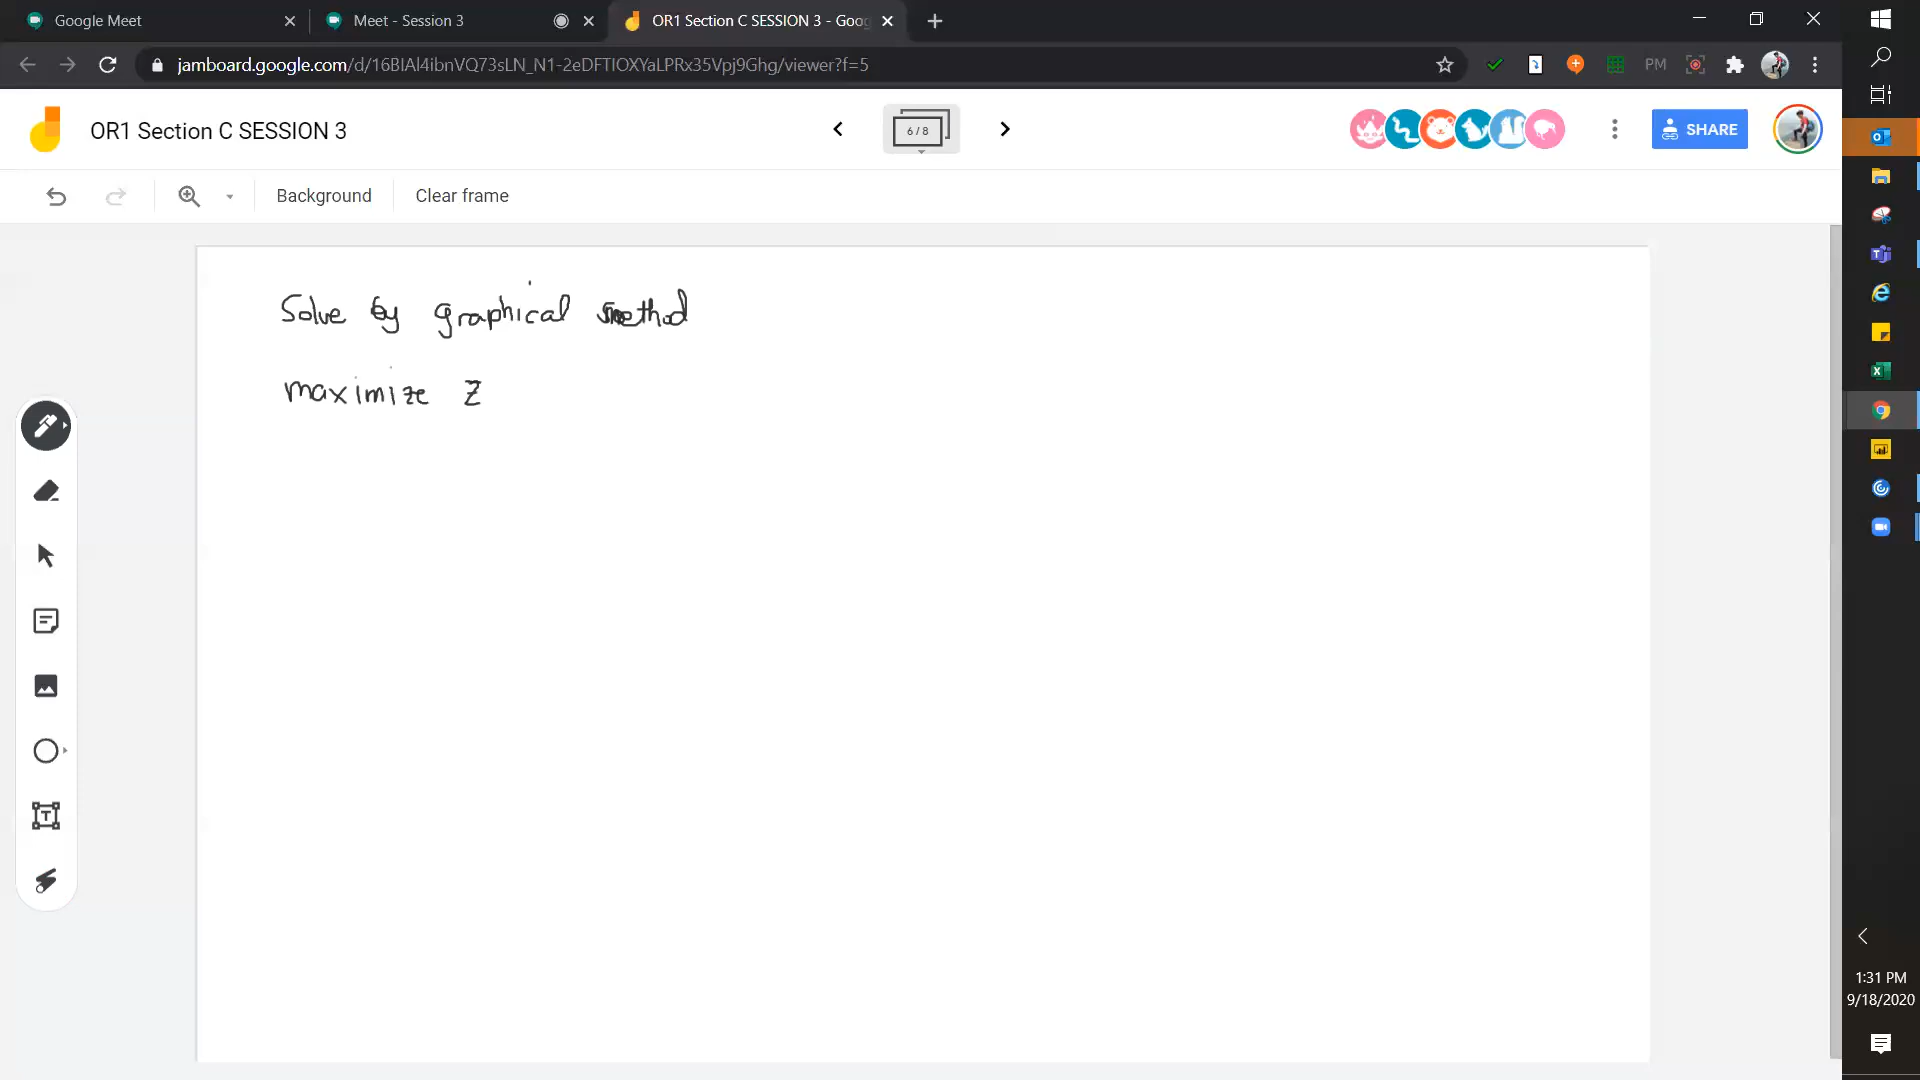 Google Meet
Meet - Session 3
OR1 Section C SESSION 3 - Goog
jamboard.google.com/d/16BIAl4ibnVQ73sLN_N1-2eDFTIOXYaLPRx35Vpj9Ghg/viewer?f=5
PM
OR1 Section C SESSION 3
6 / 8
SHARE
Background
Clear frame
Solve by graphical method
maximize Z
1:31 PM
9/18/2020